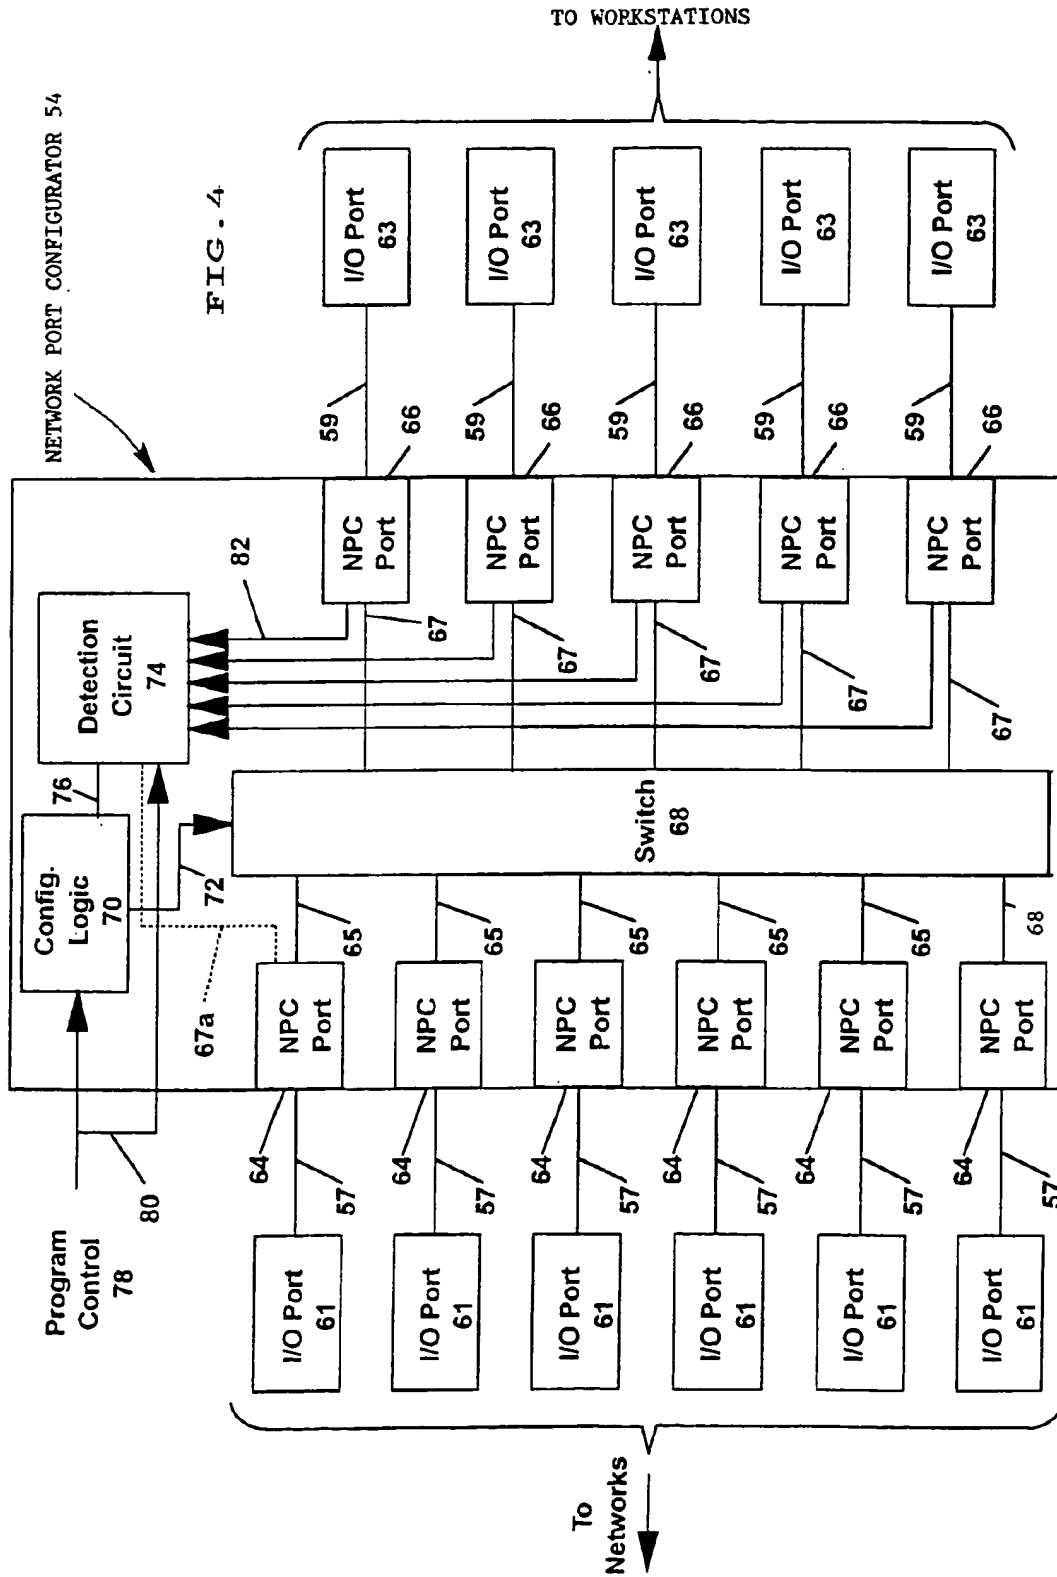 TO WORKSTATIONS
NETWORK PORT CONFIGURATOR 54
FIG. 4
Program
Control
78
80
Config.
Logic
70
76
Detection
Circuit
74
72
82
67a
To
Networks
I/O Port
61
57
64
NPC
Port
65
Switch
68
67
NPC
Port
66
59
I/O Port
63
I/O Port
61
57
64
NPC
Port
65
67
NPC
Port
66
59
I/O Port
63
I/O Port
61
57
64
NPC
Port
65
67
NPC
Port
66
59
I/O Port
63
I/O Port
61
57
64
NPC
Port
65
67
NPC
Port
66
59
I/O Port
63
I/O Port
61
57
64
NPC
Port
65
67
NPC
Port
66
59
I/O Port
63
I/O Port
61
57
64
NPC
Port
68